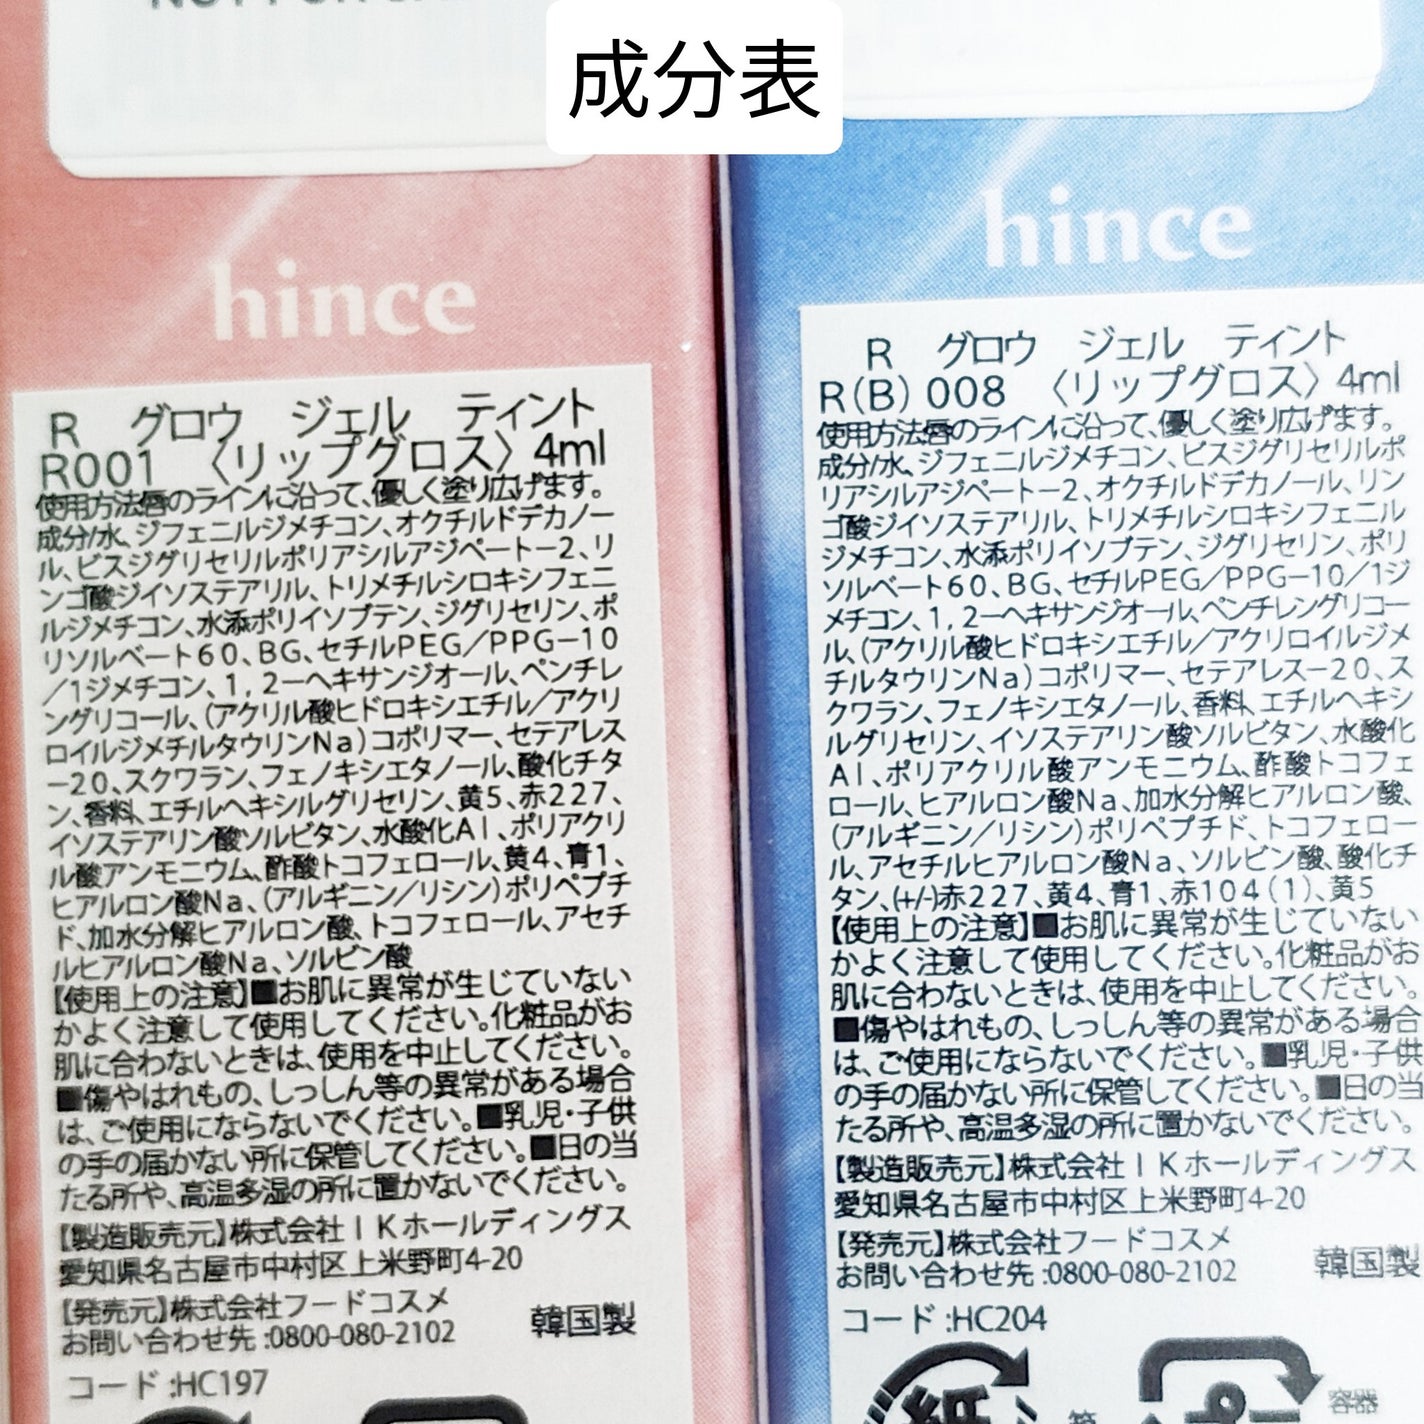 成分表
hince
R グロウ ジェル ティント
R001 〈リップグロス〉4ml
使用方法唇のラインに沿って、優しく塗り広げます。
成分/水、ジフェニルジメチコン、オクチルドデカノー
ル、ビスジグリセリルポリアシルアジペートー2、リ
ンゴ酸ジイソステアリル、トリメチルシロキシフェニ
ルジメチコン、水添ポリイソブテン、ジグリセリン、ポ
リソルベート60、BG、セチルPEG／PPG－10
／1ジメチコン、1，2－ヘキサンジオール、ペンチレ
ングリコール、（アクリル酸ヒドロキシエチル／アクリ
ロイルジメチルタウリンNa）コポリマー、セテアレス
－20、スクワラン、フェノキシエタノール、酸化チタ
ン、香料、エチルヘキシルグリセリン、黄5、赤227、
イソステアリン酸ソルビタン、水酸化Al、ポリアクリ
ル酸アンモニウム、酢酸トコフェロール、黄4、青1、
ヒアルロン酸Na、（アルギニン／リシン）ポリペプチ
ド、加水分解ヒアルロン酸、トコフェロール、アセチ
ルヒアルロン酸Na、ソルビン酸
【使用上の注意】■お肌に異常が生じていない
かよく注意して使用してください。化粧品がお
肌に合わないときは、使用を中止してください。
■傷やはれもの、しっしん等の異常がある場合
は、ご使用にならないでください。■乳児・子供
の手の届かない所に保管してください。■日の当
たる所や、高温多湿の所に置かないでください。
【製造販売元】株式会社ＩＫホールディングス
愛知県名古屋市中村区上米野町4-20
【発売元】株式会社フードコスメ
お問い合わせ先:0800-080-2102
韓国製
コード:HC197
hince
R グロウ ジェル ティント
R(B) 008 〈リップグロス〉4ml
使用方法唇のラインに沿って、優しく塗り広げます。
成分/水、ジフェニルジメチコン、ビスジグリセリルポ
リアシルアジペートー2、オクチルドデカノール、リン
ゴ酸ジイソステアリル、トリメチルシロキシフェニル
ジメチコン、水添ポリイソブテン、ジグリセリン、ポリ
ソルベート60、BG、セチルPEG／PPG－10／1ジ
メチコン、1，2－ヘキサンジオール、ペンチレングリコー
ル、（アクリル酸ヒドロキシエチル／アクリロイルジメ
チルタウリンNa）コポリマー、セテアレスー20、ス
クワラン、フェノキシエタノール、香料、エチルヘキシ
ルグリセリン、イソステアリン酸ソルビタン、水酸化
Al、ポリアクリル酸アンモニウム、酢酸トコフェ
ロール、ヒアルロン酸Na、加水分解ヒアルロン酸、
（アルギニン／リシン）ポリペプチド、トコフェロー
ル、アセチルヒアルロン酸Na、ソルビン酸、酸化チ
タン、(+/-)赤227、黄4、青1、赤104（1）、黄5
【使用上の注意】■お肌に異常が生じていない
かよく注意して使用してください。化粧品がお
肌に合わないときは、使用を中止してください。
■傷やはれもの、しっしん等の異常がある場合
は、ご使用にならないでください。■乳児・子供
の手の届かない所に保管してください。■日の当
たる所や、高温多湿の所に置かないでください。
【製造販売元】株式会社ＩＫホールディングス
愛知県名古屋市中村区上米野町4-20
【発売元】株式会社フードコスメ
お問い合わせ先:0800-080-2102
韓国製
コード:HC204
容器